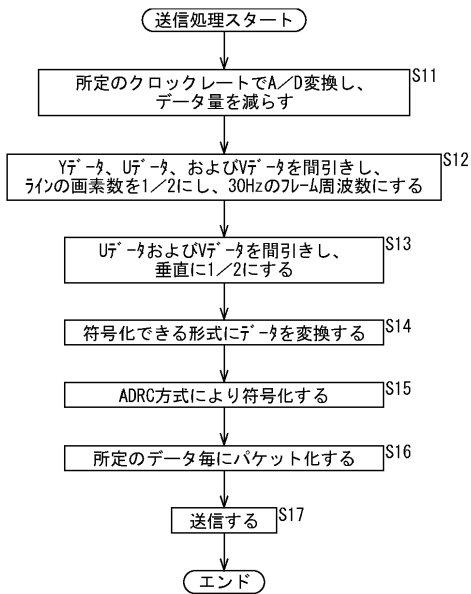 送信処理スタート
所定のクロックレートでA／D変換し、
データ量を減らす
S11
Yﾃﾞｰﾀ、Uﾃﾞｰﾀ、およびVﾃﾞｰﾀを間引きし、
ﾗｲﾝの画素数を1／2にし、30Hzのﾌﾚｰﾑ周波数にする
S12
Uﾃﾞｰﾀおよびﾞﾃﾞｰﾀを間引きし、
垂直に1／2にする
S13
符号化できる形式にﾃﾞｰﾀを変換する
S14
ADRC方式により符号化する
S15
所定のデータ毎にパケット化する
S16
送信する
S17
エンド